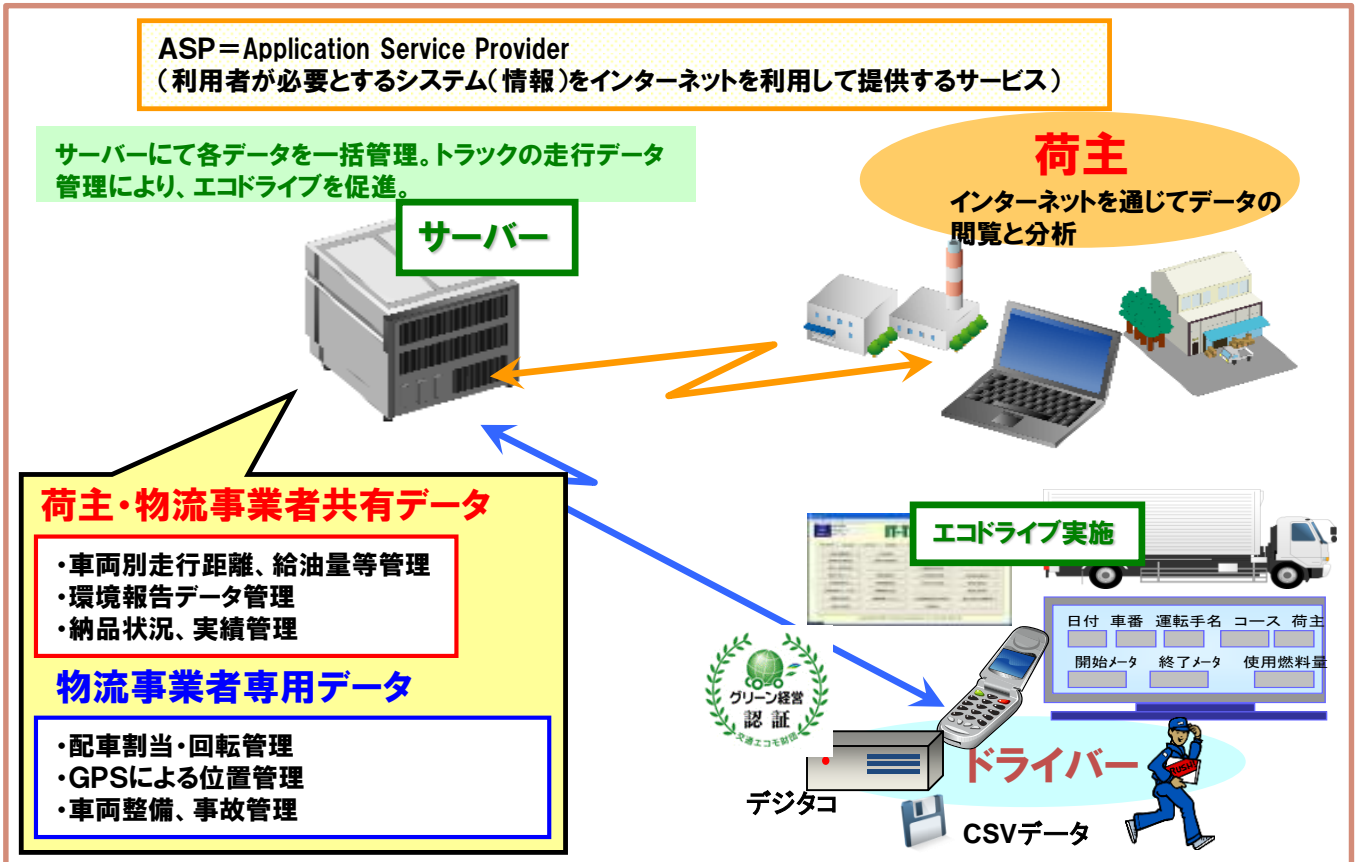 ASP＝Application Service Provider
（利用者が必要とするシステム（情報）をインターネットを利用して提供するサービス）
サーバーにて各データを一括管理。トラックの走行データ
管理により、エコドライブを促進。
サーバー
荷主
インターネットを通じてデータの
閲覧と分析
荷主・物流事業者共有データ
・車両別走行距離、給油量等管理
・環境報告データ管理
・納品状況、実績管理
物流事業者専用データ
・配車割当・回転管理
・GPSによる位置管理
・車両整備、事故管理
エコドライブ実施
日付 車番 運転手名 コース 荷主
開始メータ 終了メータ 使用燃料量
グリーン経営
認証
交通エコモ財団
ドライバー
RUSH!
デジタコ
CSVデータ